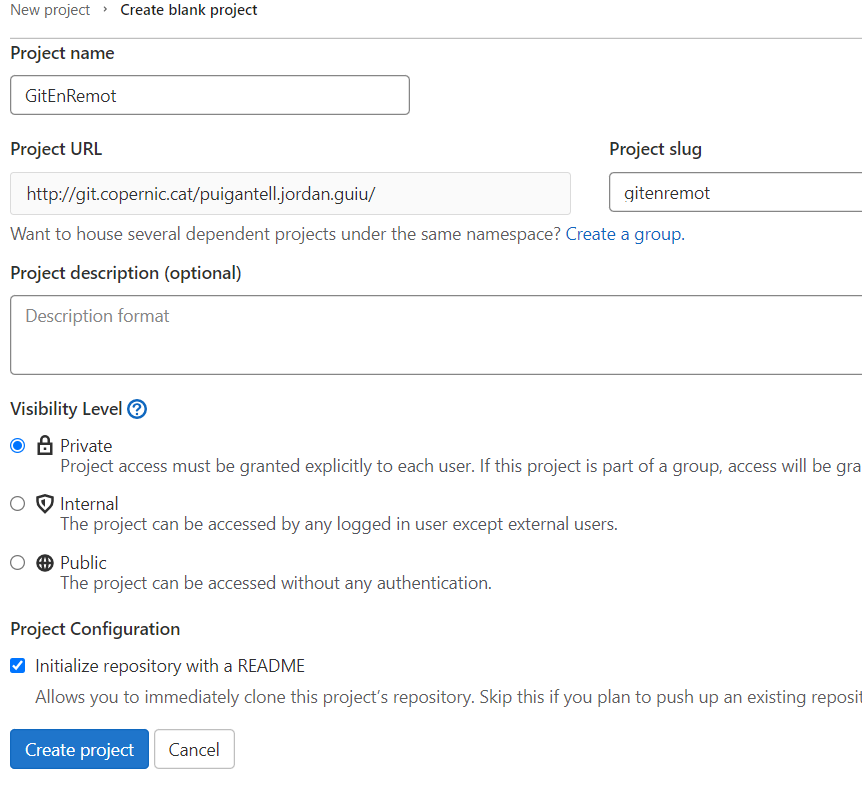 New project › Create blank project
Project name
GitEnRemot
Project URL
Project slug
http://git.copernic.cat/puigantell.jordan.guiu/
gitenremot
Want to house several dependent projects under the same namespace? Create a group.
Project description (optional)
Description format
Visibility Level
Private
Project access must be granted explicitly to each user. If this project is part of a group, access will be gra
Internal
The project can be accessed by any logged in user except external users.
Public
The project can be accessed without any authentication.
Project Configuration
Initialize repository with a README
Allows you to immediately clone this project’s repository. Skip this if you plan to push up an existing reposit
Create project
Cancel